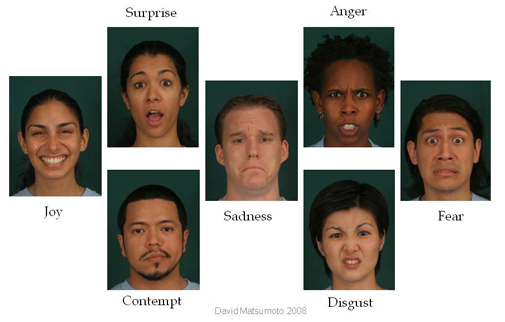 Surprise
Anger
Joy
Sadness
Fear
Contempt
Disgust
David Matsumoto 2008